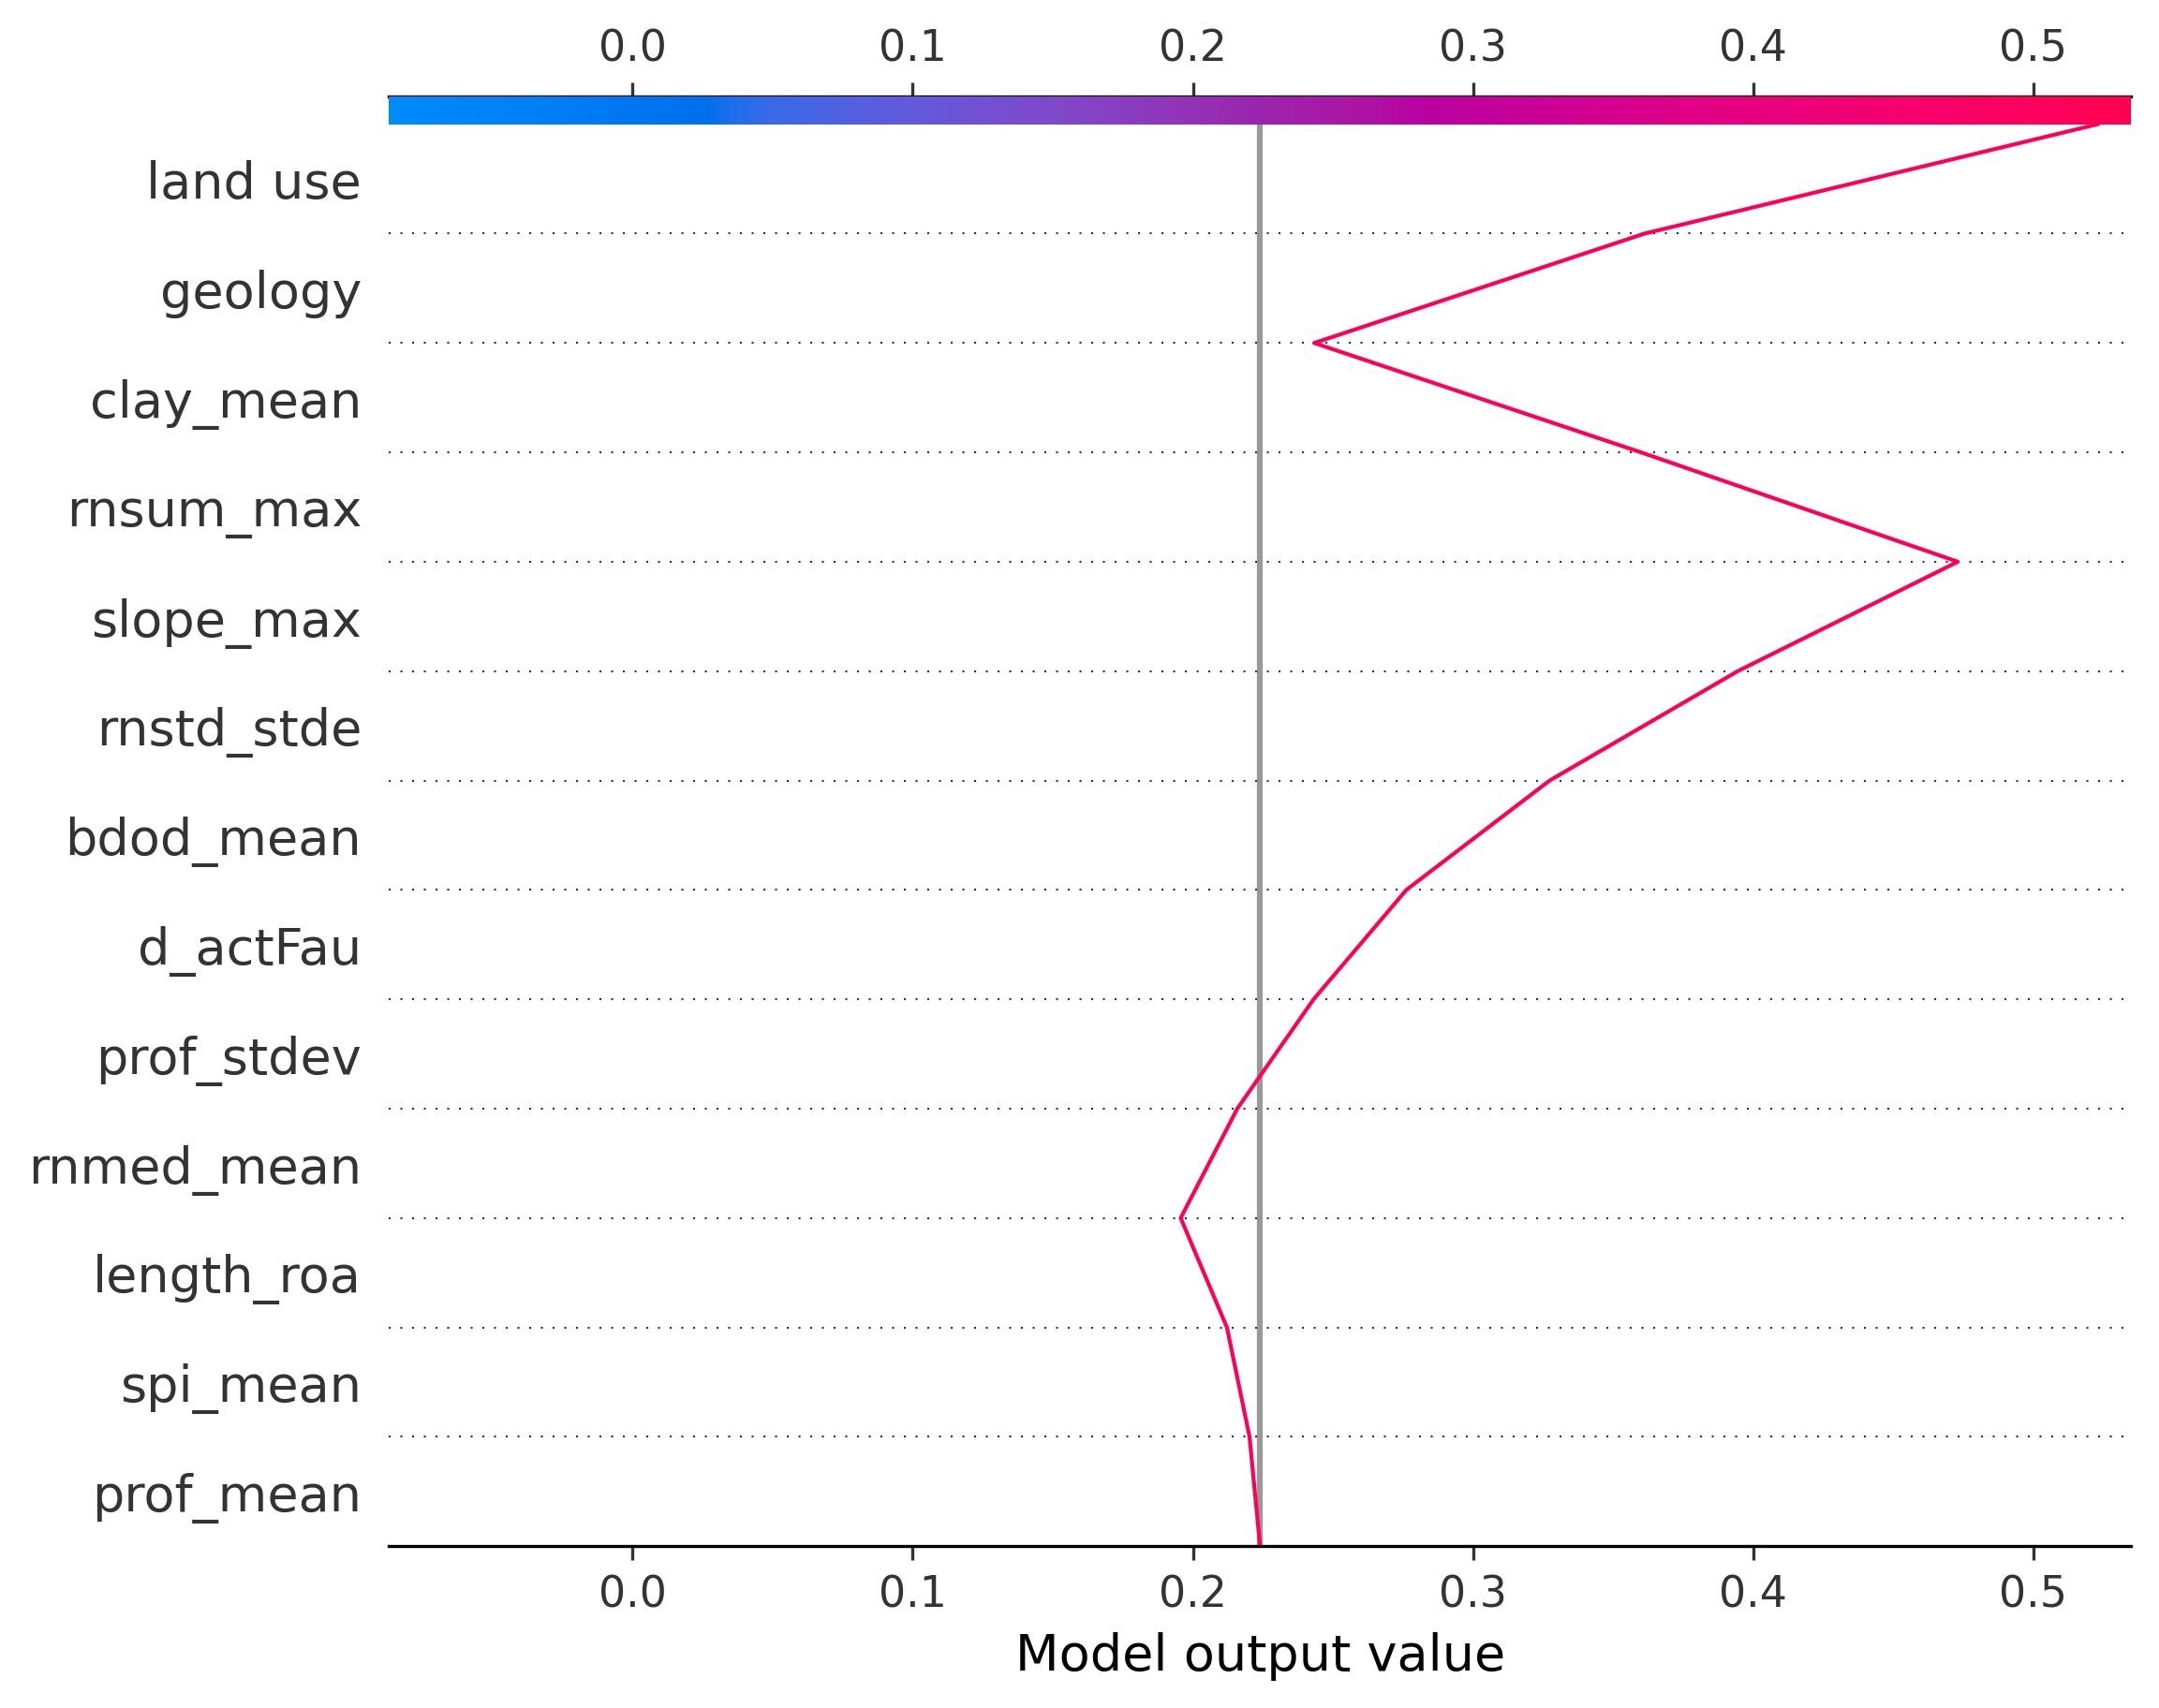 0.0 0.1 0.2 0.3 0.4 0.5
land use
geology
clay_mean
rnsum_max
slope_max
rnstd_stde
bdod_mean
d_actFau
prof_stdev
rnmed_mean
length_roa
spi_mean
prof_mean
0.0 0.1 0.2 0.3 0.4 0.5
Model output value